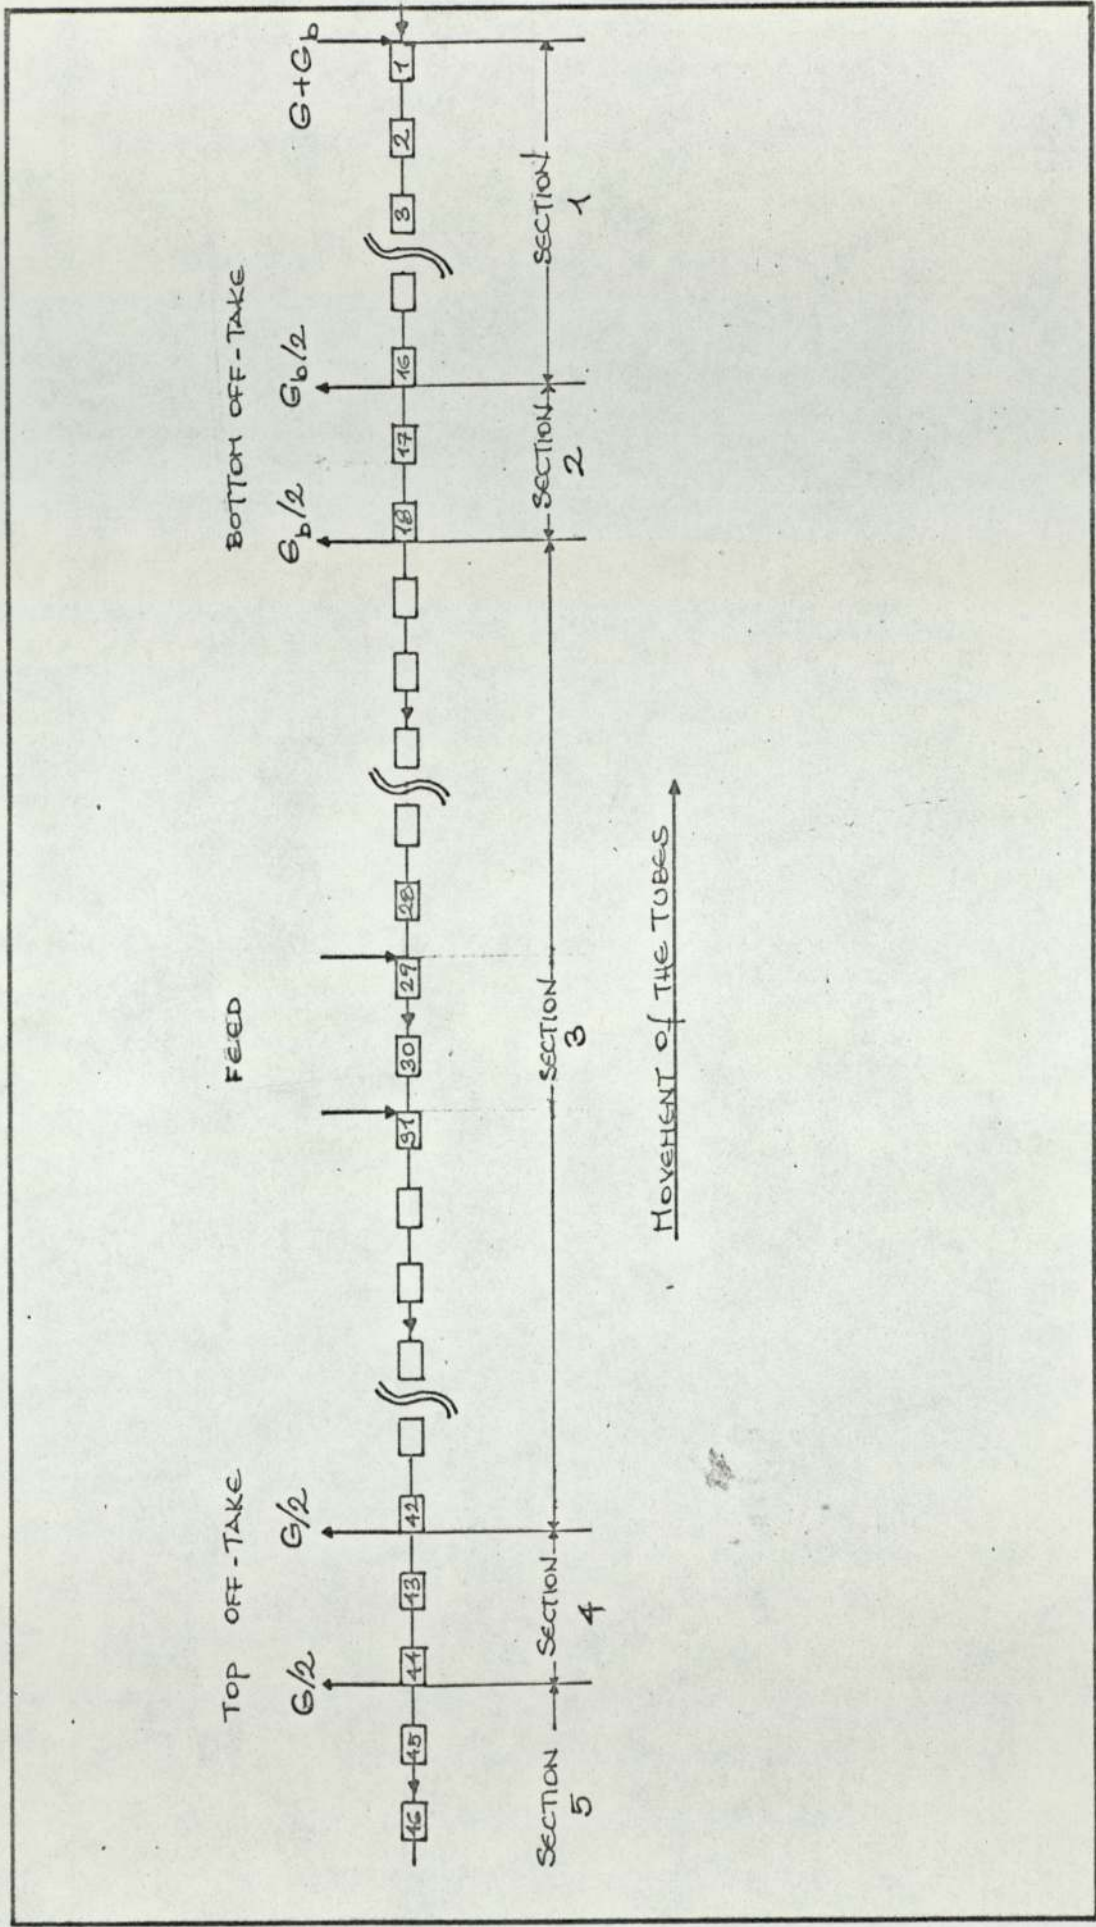 TOP OFF-TAKE
FEED
BOTTOM OFF-TAKE
G/2
G/2
G_b/2
G_b/2
G+G_b
46
45
44
43
42
31
30
29
28
18
17
16
3
2
1
SECTION
5
SECTION
4
SECTION
3
SECTION
2
SECTION
1
MOVEMENT Of THE TUBES